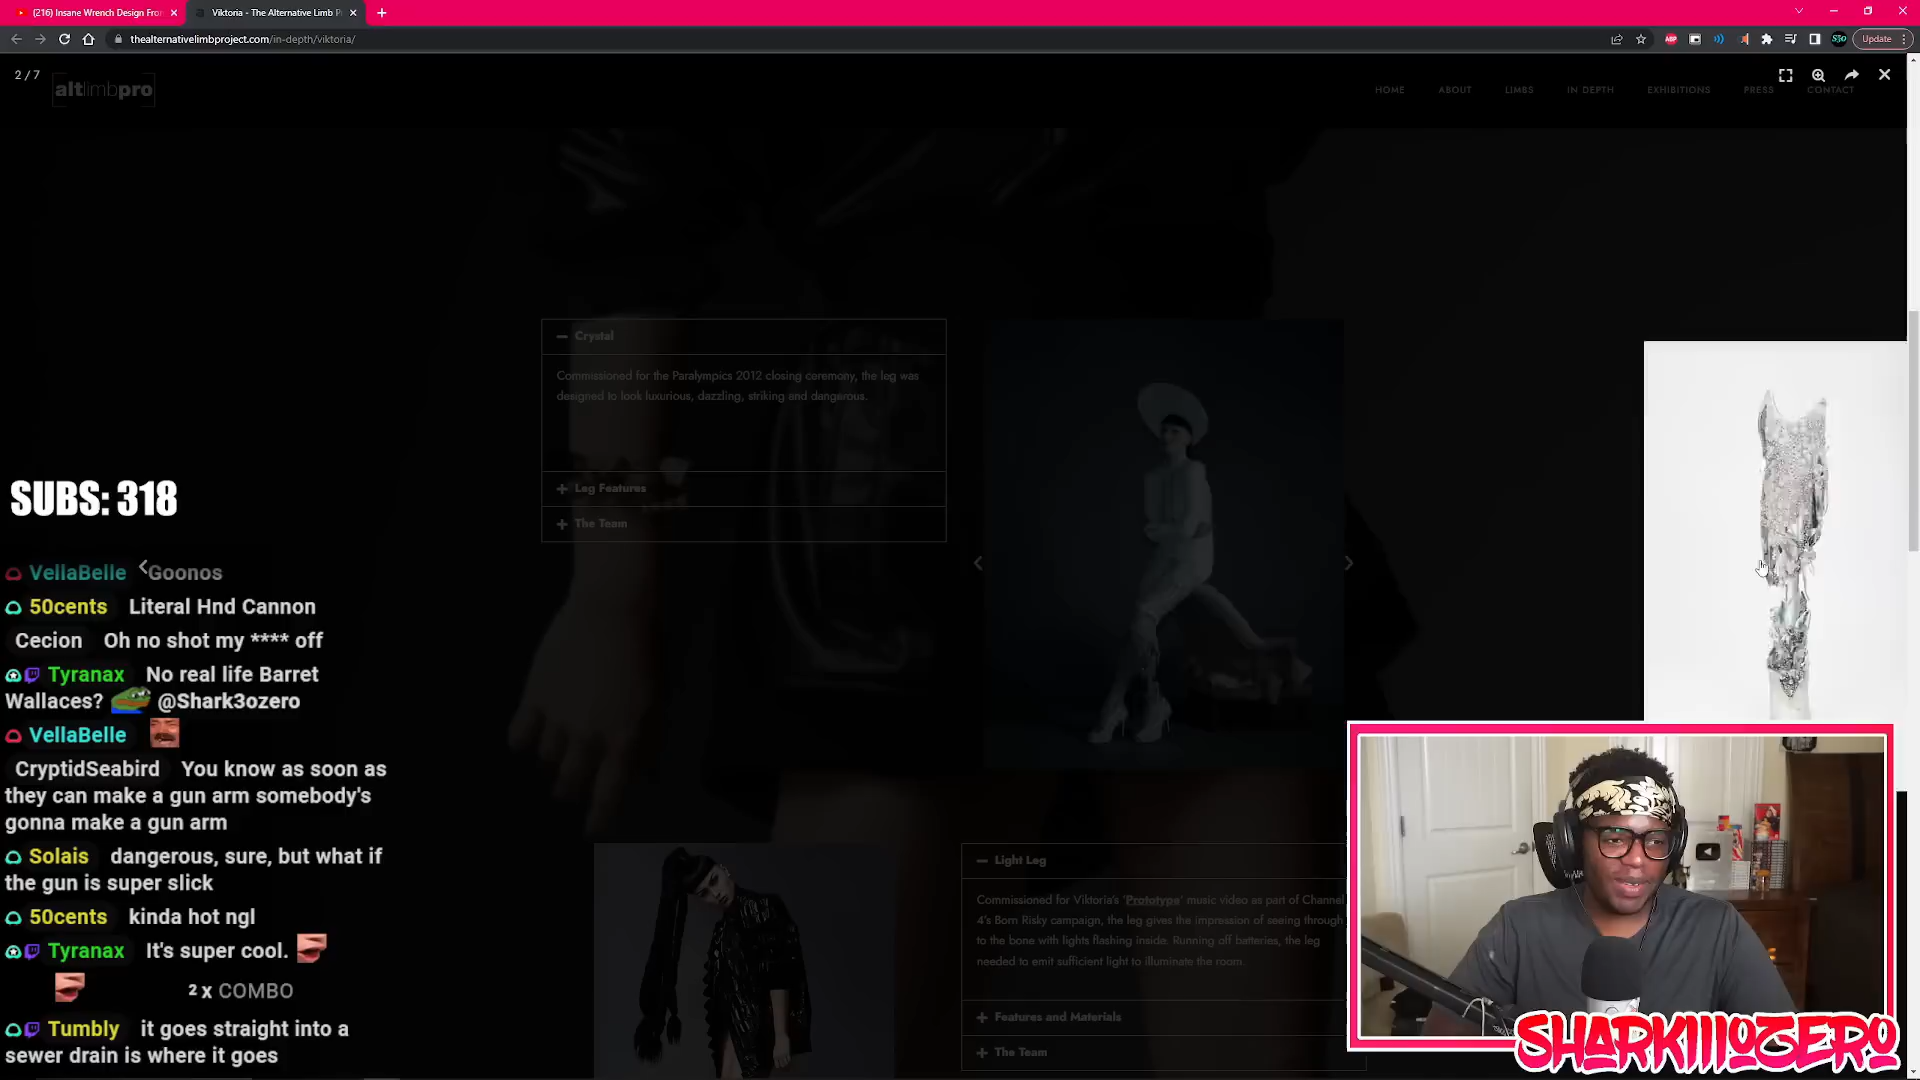 (216) Insane Wrench Design Fro
Viktoria - The Alternative Limb P
thealternativelimbproject.com/in-depth/viktoria/
ABP
S30
Update
2 / 7
altlimbpro
HOME ABOUT LIMBS IN DEPTH EXHIBITIONS PRESS CONTACT
Crystal
Commissioned for the Paralympics 2012 closing ceremony, the leg was
designed to look luxurious, dazzling, striking and dangerous.
Leg Features
The Team
SUBS: 318
VellaBelle Goonos
50cents Literal Hnd Cannon
Cecion Oh no shot my **** off
Tyranax No real life Barret
Wallaces? @Shark3ozero
VellaBelle
CryptidSeabird You know as soon as
they can make a gun arm somebody's
gonna make a gun arm
Solais dangerous, sure, but what if
the gun is super slick
50cents kinda hot ngl
Tyranax It's super cool.
2 x COMBO
Tumbly it goes straight into a
sewer drain is where it goes
Light Leg
Commissioned for Viktoria's 'Prototype' music video as part of Channel
4's Born Risky campaign, the leg gives the impression of seeing through
to the bone with lights flashing inside. Running off batteries, the leg
needed to emit sufficient light to illuminate the room.
Features and Materials
The Team
SHARKIIIOZERO